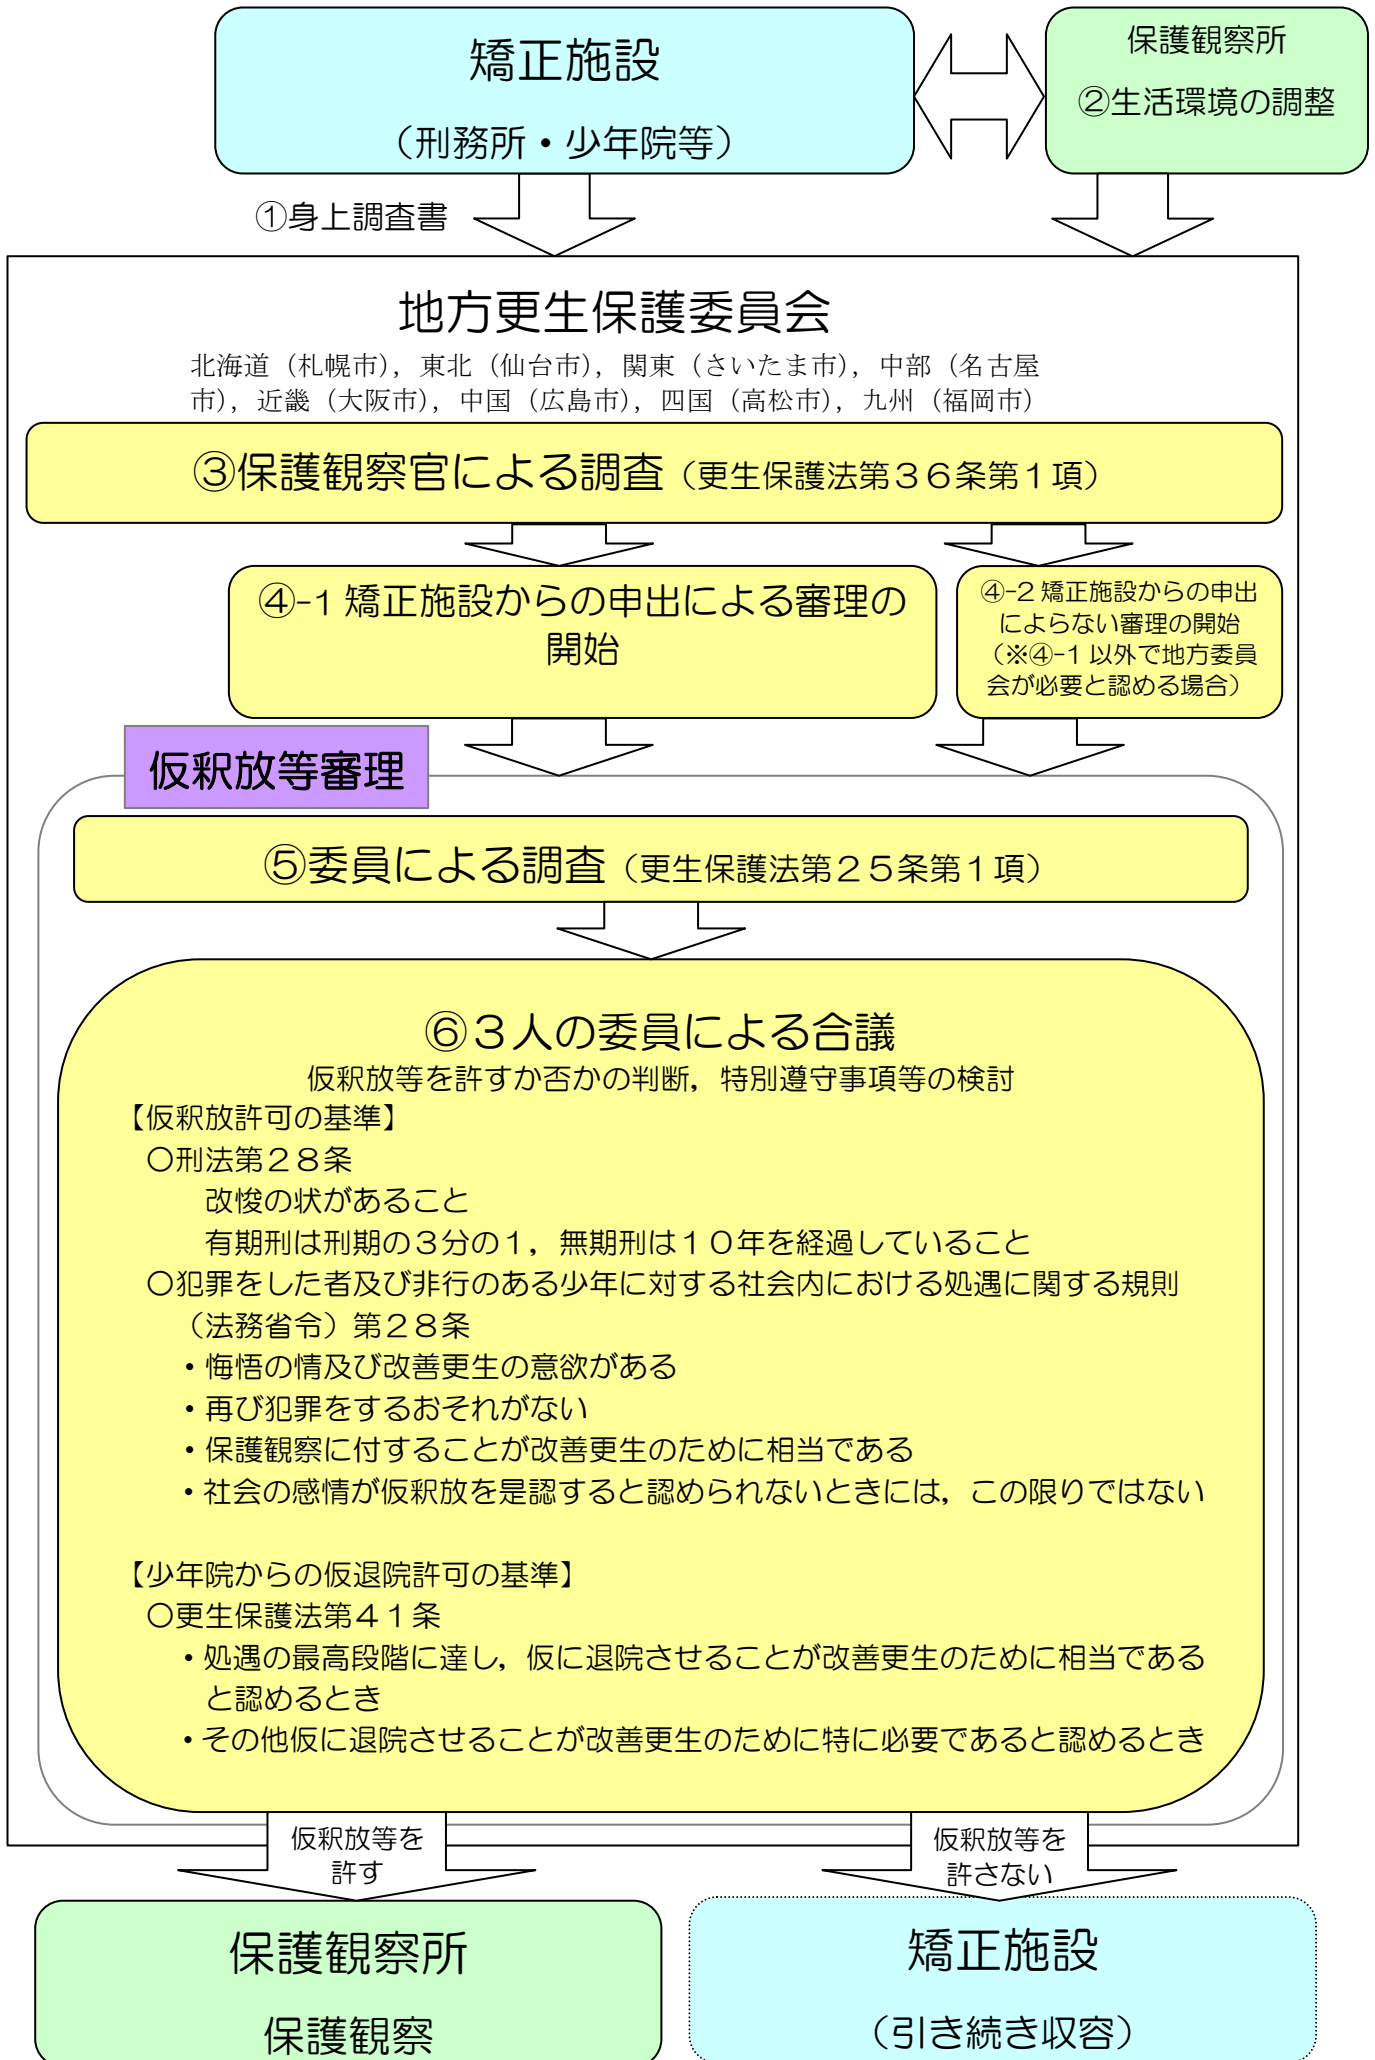 矯正施設
（刑務所・少年院等）
保護観察所
②生活環境の調整
①身上調査書
地方更生保護委員会
北海道（札幌市），東北（仙台市），関東（さいたま市），中部（名古屋
市），近畿（大阪市），中国（広島市），四国（高松市），九州（福岡市）
③保護観察官による調査（更生保護法第３６条第１項）
④-1 矯正施設からの申出による審理の
開始
④-2 矯正施設からの申出
によらない審理の開始
（※④-1 以外で地方委員
会が必要と認める場合）
仮釈放等審理
⑤委員による調査（更生保護法第２５条第１項）
⑥３人の委員による合議
仮釈放等を許すか否かの判断，特別遵守事項等の検討
【仮釈放許可の基準】
○刑法第２８条
改悛の状があること
有期刑は刑期の３分の１，無期刑は１０年を経過していること
○犯罪をした者及び非行のある少年に対する社会内における処遇に関する規則
（法務省令）第２８条
・悔悟の情及び改善更生の意欲がある
・再び犯罪をするおそれがない
・保護観察に付することが改善更生のために相当である
・社会の感情が仮釈放を是認すると認められないときには，この限りではない
【少年院からの仮退院許可の基準】
○更生保護法第４１条
・処遇の最高段階に達し，仮に退院させることが改善更生のために相当である
と認めるとき
・その他仮に退院させることが改善更生のために特に必要であると認めるとき
仮釈放等を
許す
仮釈放等を
許さない
保護観察所
保護観察
矯正施設
（引き続き収容）